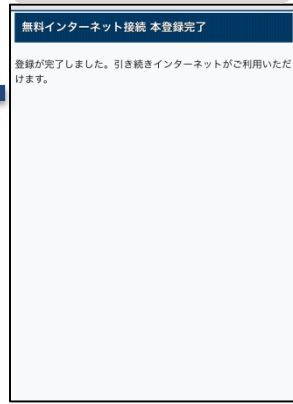 無料インターネット接続 本登録完了
登録が完了しました。引き続きインターネットがご利用いただ
けます。